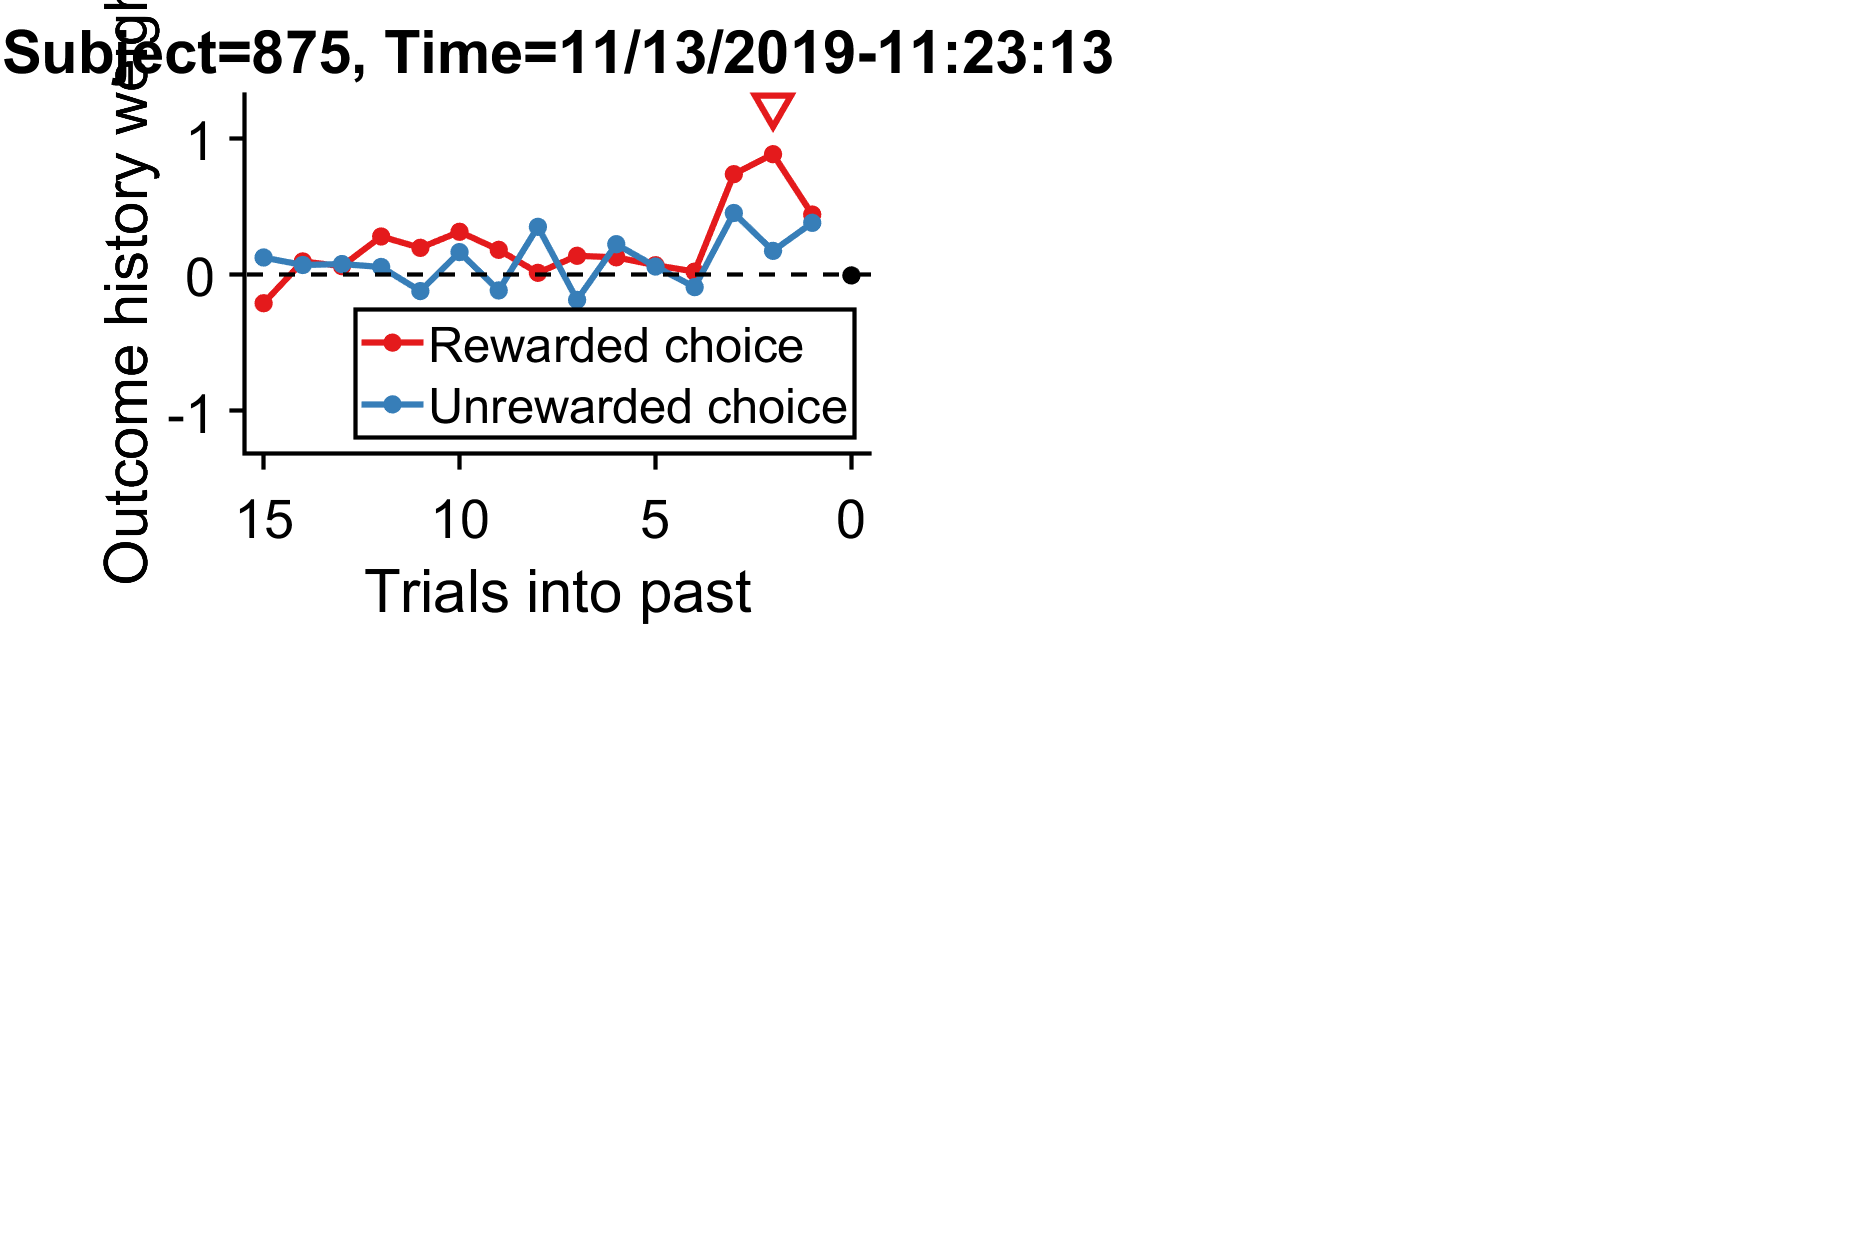 Subject=875, Time=11/13/2019-11:23:13
Outcome history
1
0
-1
Rewarded choice
Unrewarded choice
15 10 5 0
Trials into past